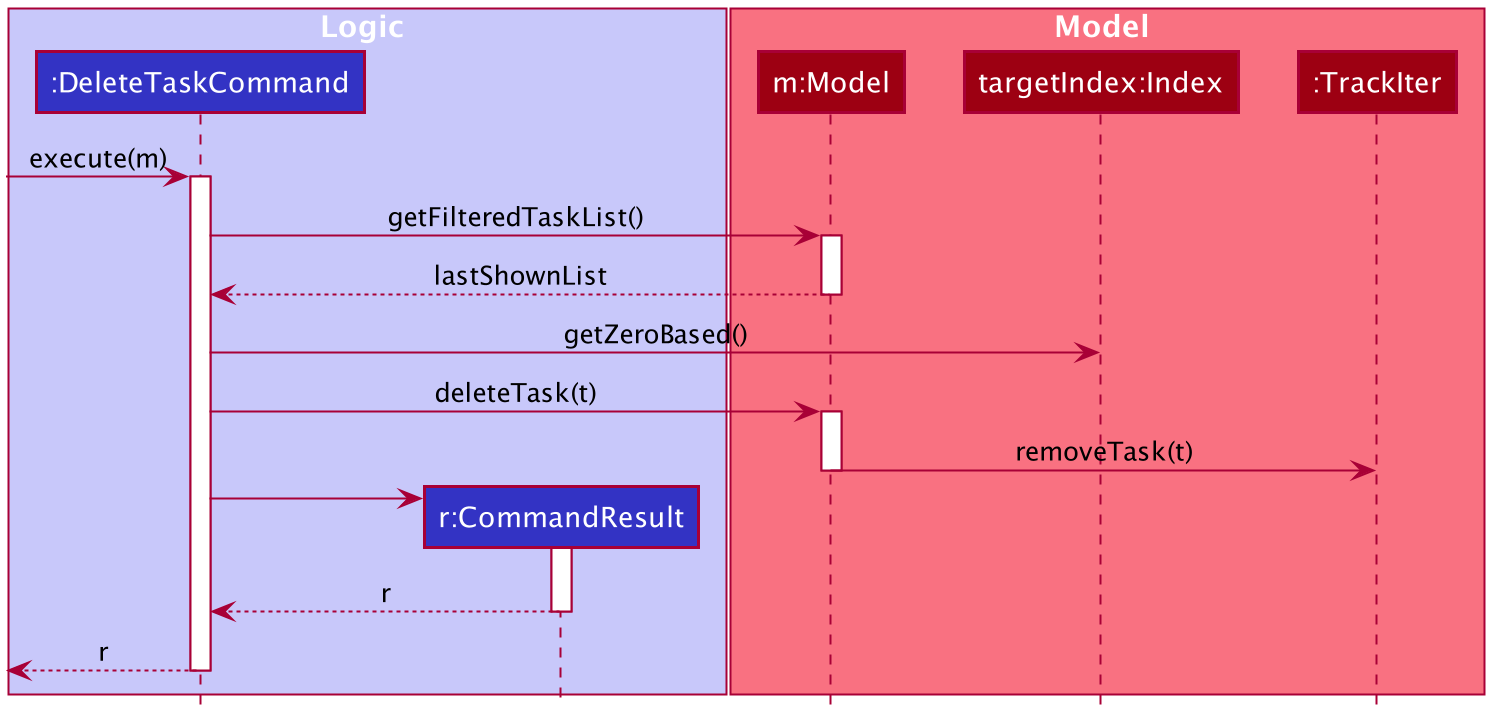 Logic
Model
:DeleteTaskCommand
m:Model
targetIndex:Index
:TrackIter
execute(m)
getFilteredTaskList()
lastShownList
getZeroBased()
deleteTask(t)
removeTask(t)
r:CommandResult
r
r